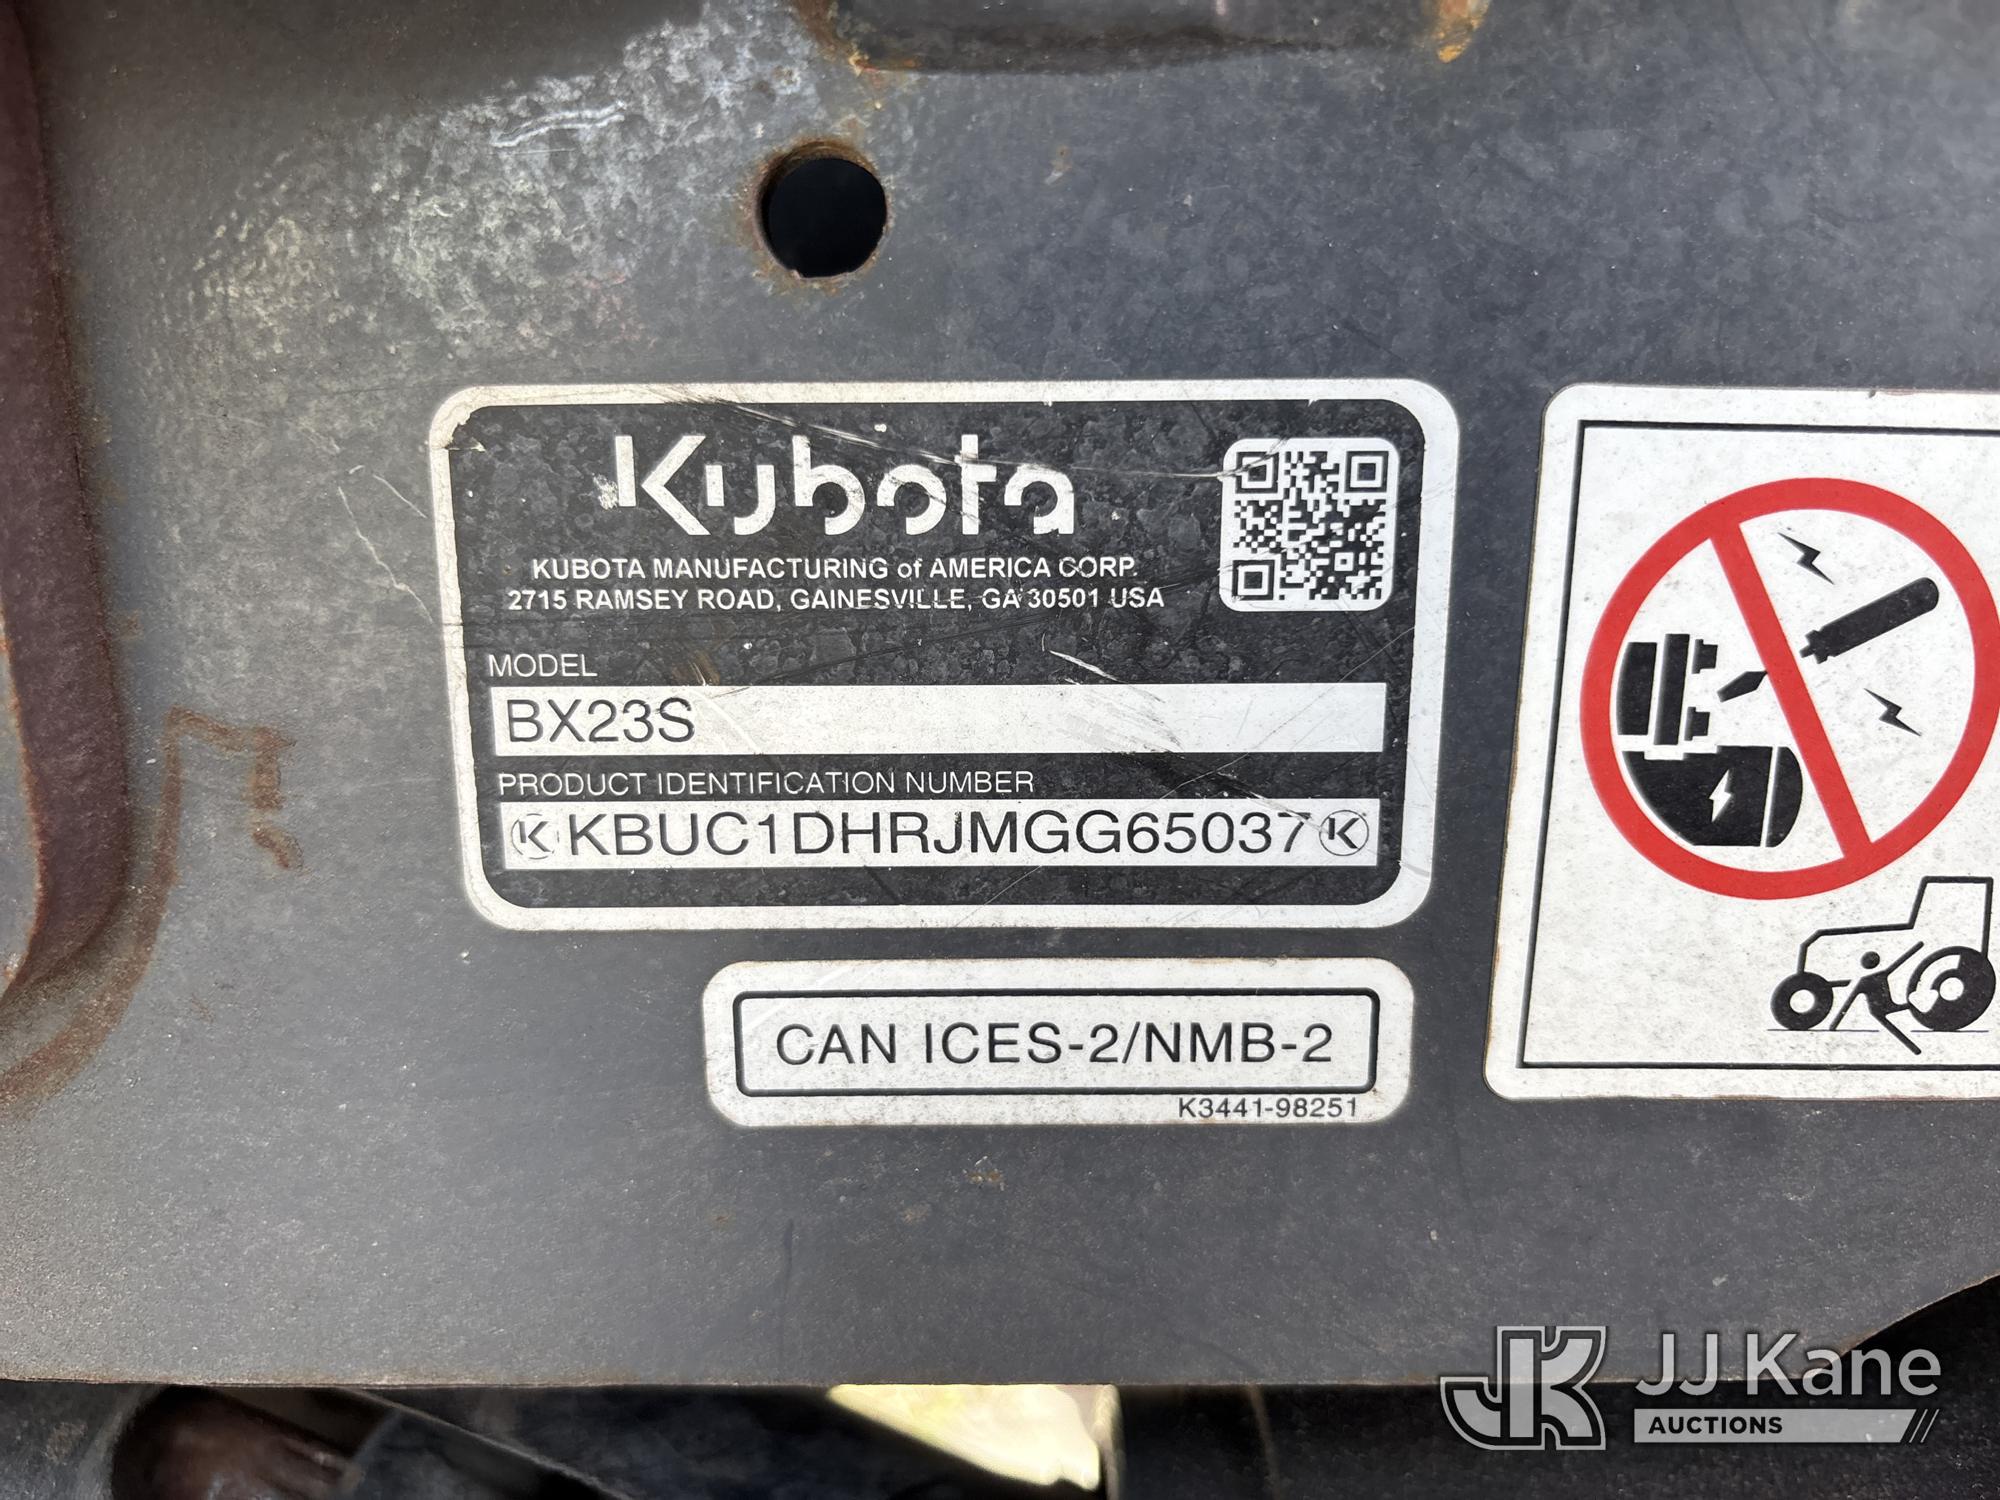 Kubota
KUBOTA MANUFACTURING of AMERICA CORP.
2715 RAMSEY ROAD, GAINESVILLE, GA 30501 USA
MODEL
BX23S
PRODUCT IDENTIFICATION NUMBER
K KBUC1DHRJMGG65037 K
CAN ICES-2/NMB-2
K3441-98251
JK JJ Kane
AUCTIONS